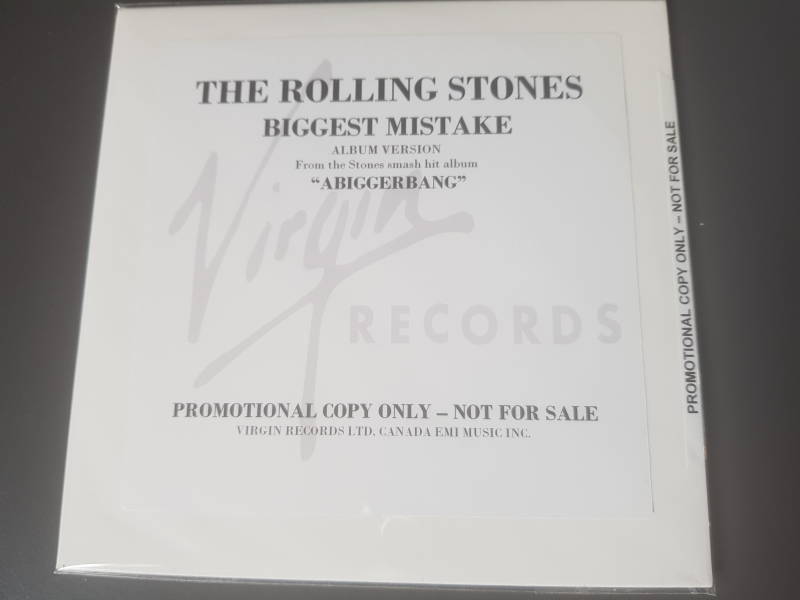 THE ROLLING STONES
BIGGEST MISTAKE
ALBUM VERSION
From the Stones smash hit album
“ABIGGERBANG”
Virgin
RECORDS
PROMOTIONAL COPY ONLY – NOT FOR SALE
VIRGIN RECORDS LTD, CANADA EMI MUSIC INC.
PROMOTIONAL COPY ONLY – NOT FOR SALE